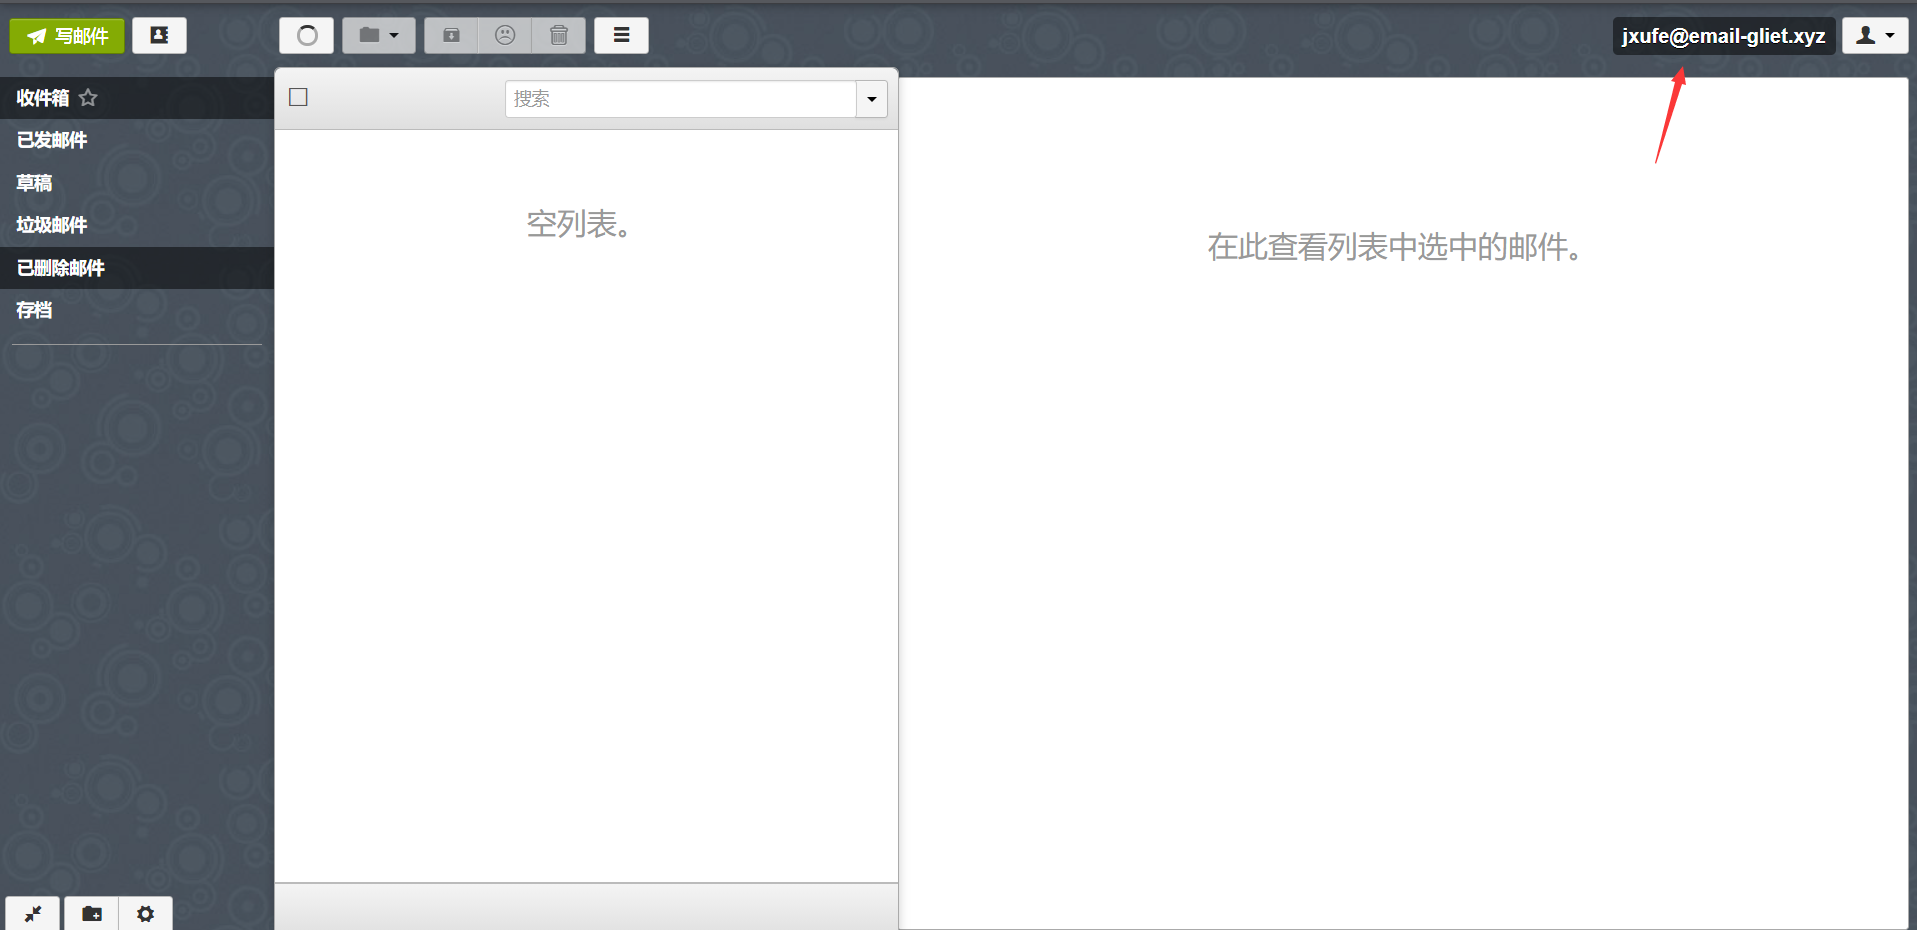 写邮件
jxufe@email-gliet.xyz
收件箱
搜索
已发邮件
草稿
垃圾邮件
已删除邮件
存档
空列表。
在此查看列表中选中的邮件。